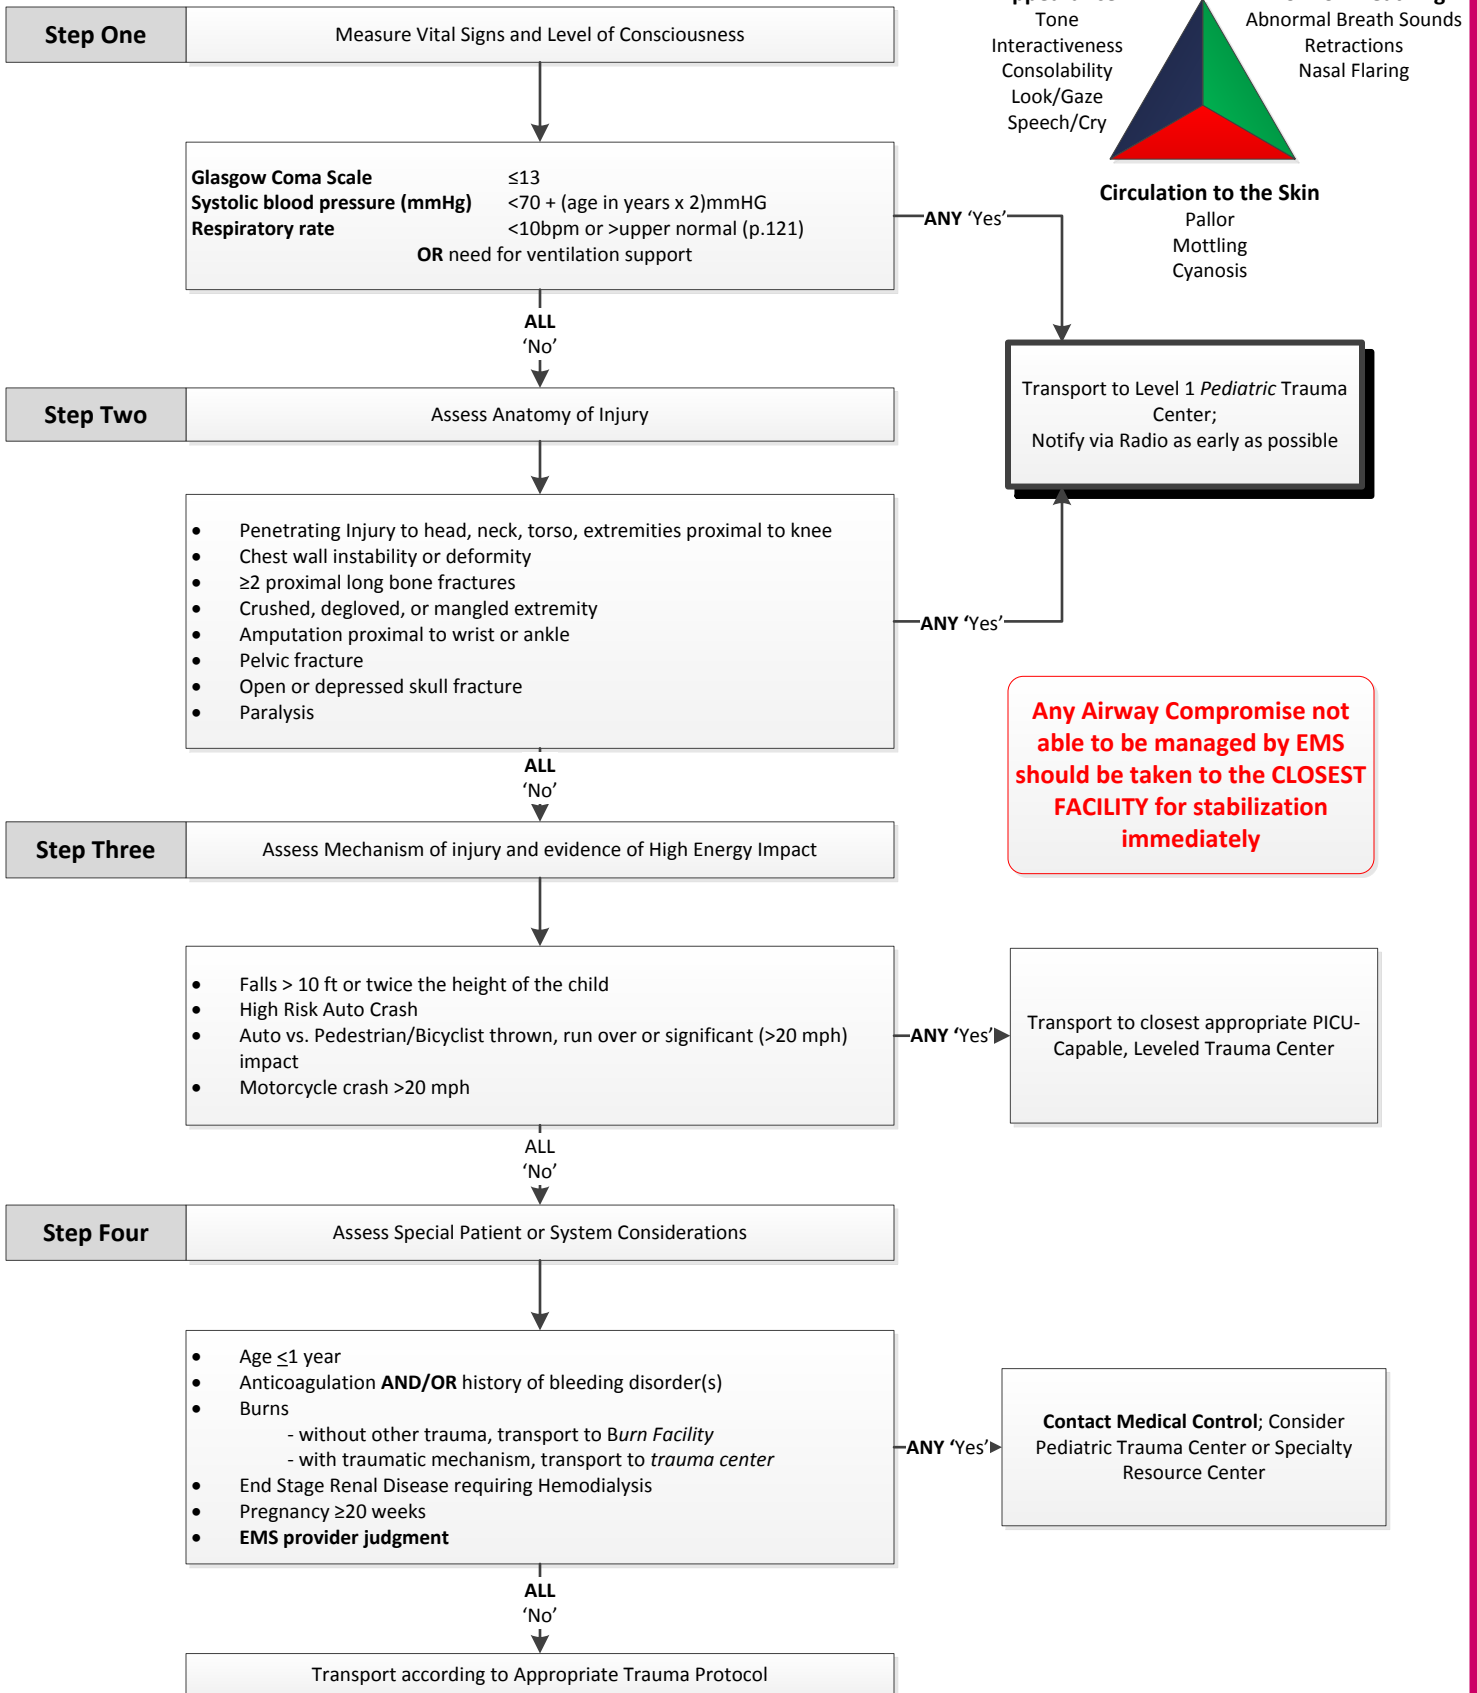 Tone
Interactiveness
Consolability
Look/Gaze
Speech/Cry
Abnormal Breath Sounds
Retractions
Nasal Flaring
Circulation to the Skin
Pallor
Mottling
Cyanosis
Step One
Measure Vital Signs and Level of Consciousness
Glasgow Coma Scale ≤13
Systolic blood pressure (mmHg) <70 + (age in years x 2)mmHG
Respiratory rate <10bpm or >upper normal (p.121)
OR need for ventilation support
ANY ‘Yes’
ALL
‘No’
Transport to Level 1 Pediatric Trauma
Center;
Notify via Radio as early as possible
Step Two
Assess Anatomy of Injury
• Penetrating Injury to head, neck, torso, extremities proximal to knee
• Chest wall instability or deformity
• ≥2 proximal long bone fractures
• Crushed, degloved, or mangled extremity
• Amputation proximal to wrist or ankle
• Pelvic fracture
• Open or depressed skull fracture
• Paralysis
ANY ‘Yes’
ALL
‘No’
Any Airway Compromise not
able to be managed by EMS
should be taken to the CLOSEST
FACILITY for stabilization
immediately
Step Three
Assess Mechanism of injury and evidence of High Energy Impact
• Falls > 10 ft or twice the height of the child
• High Risk Auto Crash
• Auto vs. Pedestrian/Bicyclist thrown, run over or significant (>20 mph)
impact
• Motorcycle crash >20 mph
ANY ‘Yes’
Transport to closest appropriate PICU-
Capable, Leveled Trauma Center
ALL
‘No’
Step Four
Assess Special Patient or System Considerations
• Age ≤1 year
• Anticoagulation AND/OR history of bleeding disorder(s)
• Burns
- without other trauma, transport to Burn Facility
- with traumatic mechanism, transport to trauma center
• End Stage Renal Disease requiring Hemodialysis
• Pregnancy ≥20 weeks
• EMS provider judgment
ANY ‘Yes’
Contact Medical Control; Consider
Pediatric Trauma Center or Specialty
Resource Center
ALL
‘No’
Transport according to Appropriate Trauma Protocol